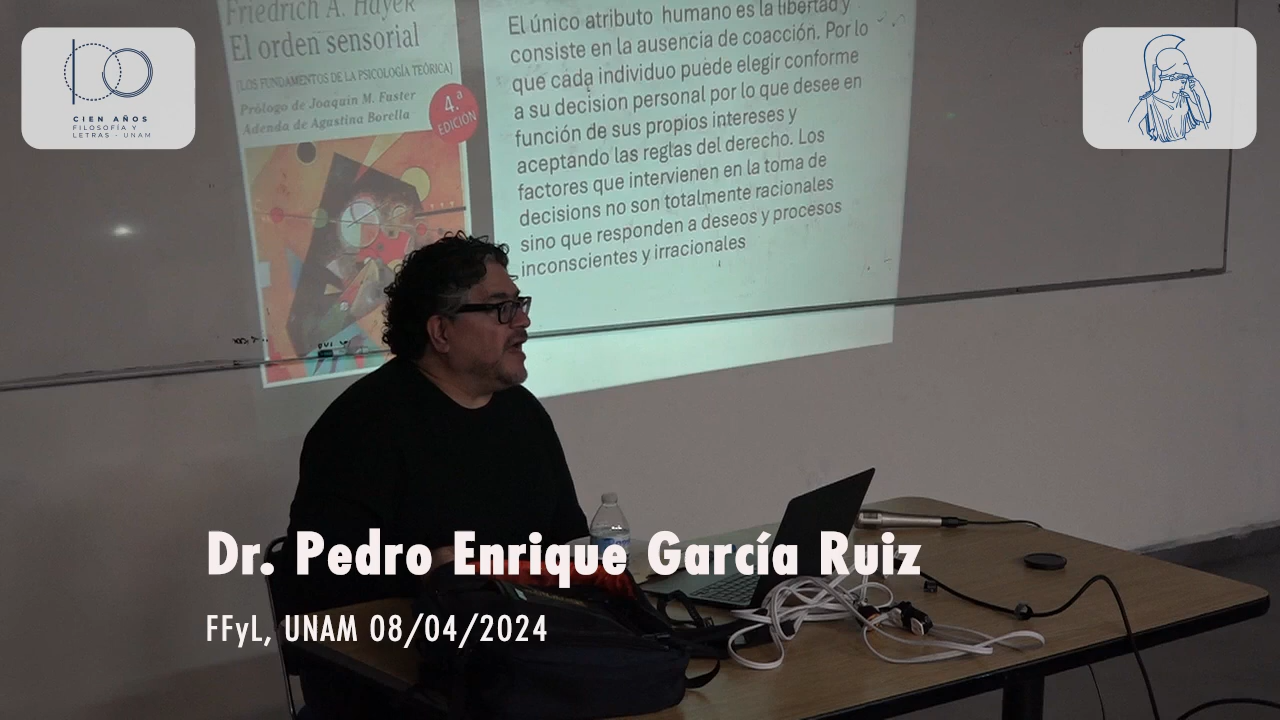 Friedrich A. Hayek
El orden sensorial
[LOS FUNDAMENTOS DE LA PSICOLOGÍA TEÓRICA]
Prólogo de Joaquín M. Fuster
Adenda de Agustina Borella
4.ª
EDICIÓN
El único atributo humano es la libertad y
consiste en la ausencia de coacción. Por lo
que cada individuo puede elegir conforme
a su decision personal por lo que desee en
función de sus propios intereses y
aceptando las reglas del derecho. Los
factores que intervienen en la toma de
decisions no son totalmente racionales
sino que responden a deseos y procesos
inconscientes y irracionales
CIEN AÑOS
FILOSOFÍA Y
LETRAS · UNAM
Dr. Pedro Enrique García Ruiz
FFyL, UNAM 08/04/2024